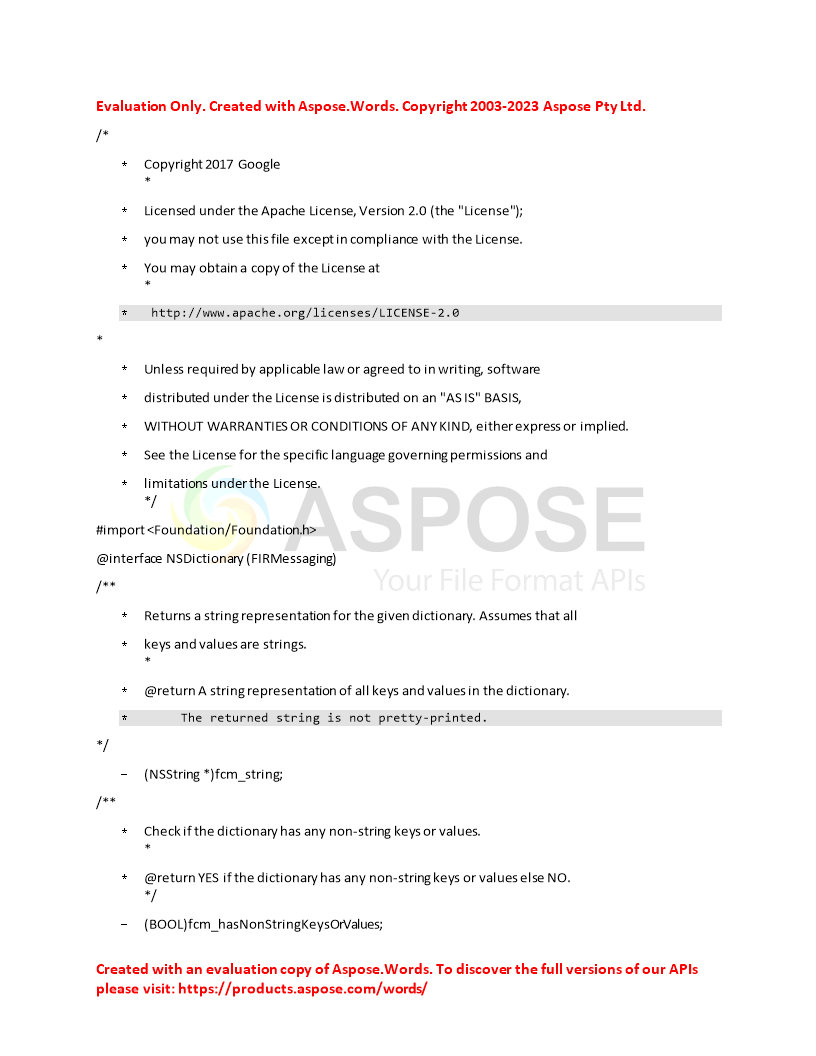 Evaluation Only. Created with Aspose.Words. Copyright 2003-2023 Aspose Pty Ltd.
/*
* Copyright 2017 Google
*
* Licensed under the Apache License, Version 2.0 (the "License");
* you may not use this file except in compliance with the License.
* You may obtain a copy of the License at
*
* http://www.apache.org/licenses/LICENSE-2.0
*
* Unless required by applicable law or agreed to in writing, software
* distributed under the License is distributed on an "AS IS" BASIS,
* WITHOUT WARRANTIES OR CONDITIONS OF ANY KIND, either express or implied.
* See the License for the specific language governing permissions and
* limitations under the License.
*/
ASPOSE
#import <Foundation/Foundation.h>
@interface NSDictionary (FIRMessaging)
Your File Format APIs
/**
* Returns a string representation for the given dictionary. Assumes that all
* keys and values are strings.
*
* @return A string representation of all keys and values in the dictionary.
* The returned string is not pretty-printed.
*/
− (NSString *)fcm_string;
/**
* Check if the dictionary has any non-string keys or values.
*
* @return YES if the dictionary has any non-string keys or values else NO.
*/
− (BOOL)fcm_hasNonStringKeysOrValues;
Created with an evaluation copy of Aspose.Words. To discover the full versions of our APIs
please visit: https://products.aspose.com/words/